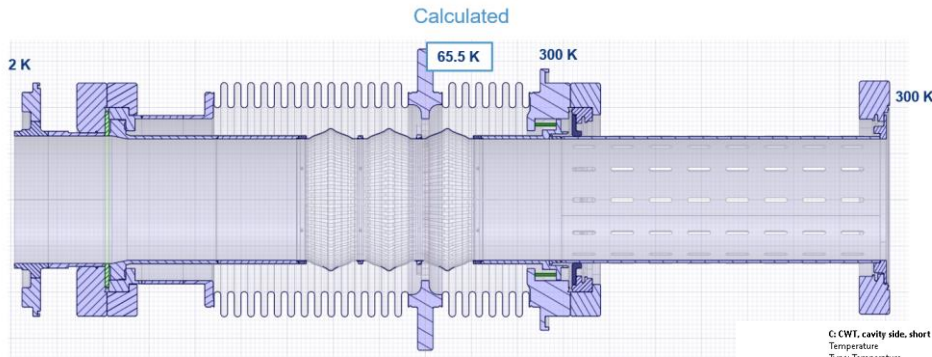 Calculated
2 K
65.5 K
300 K
300 K
C: CWT, cavity side, short
Temperature